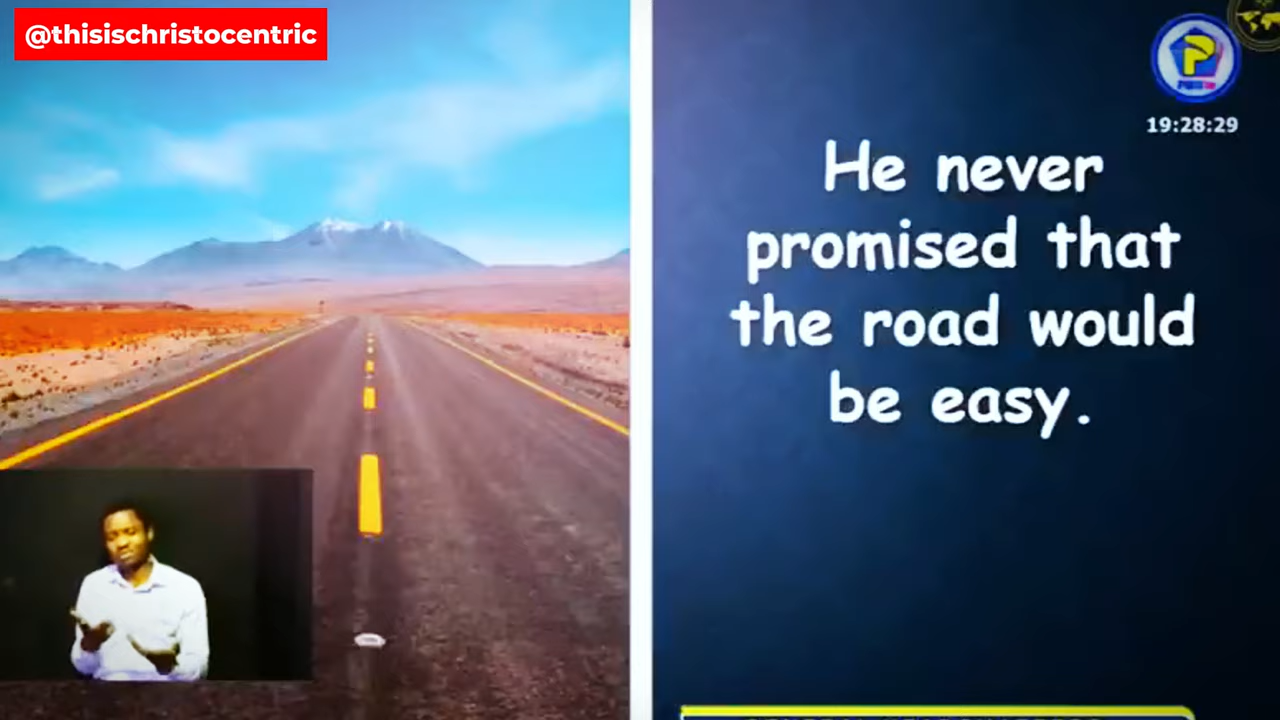 @thisischristocentric
P
19:28:29
He never
promised that
the road would
be easy.